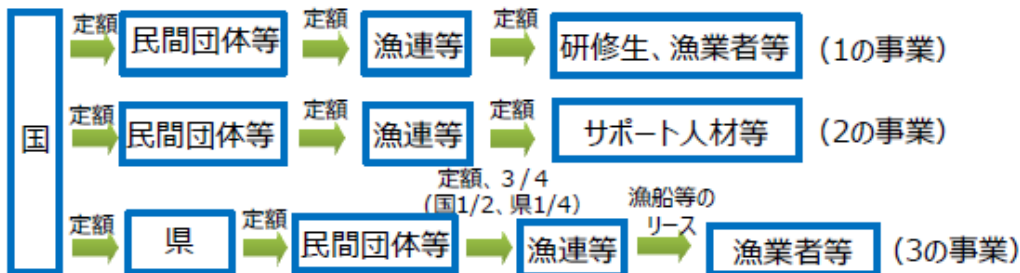 国
定額 民間団体等 定額 漁連等 定額 研修生、漁業者等 (1の事業)
定額 民間団体等 定額 漁連等 定額 サポート人材等 (2の事業)
定額、3/4
(国1/2、県1/4)
漁船等の
リース
定額 県 定額 民間団体等 漁連等 漁業者等 (3の事業)